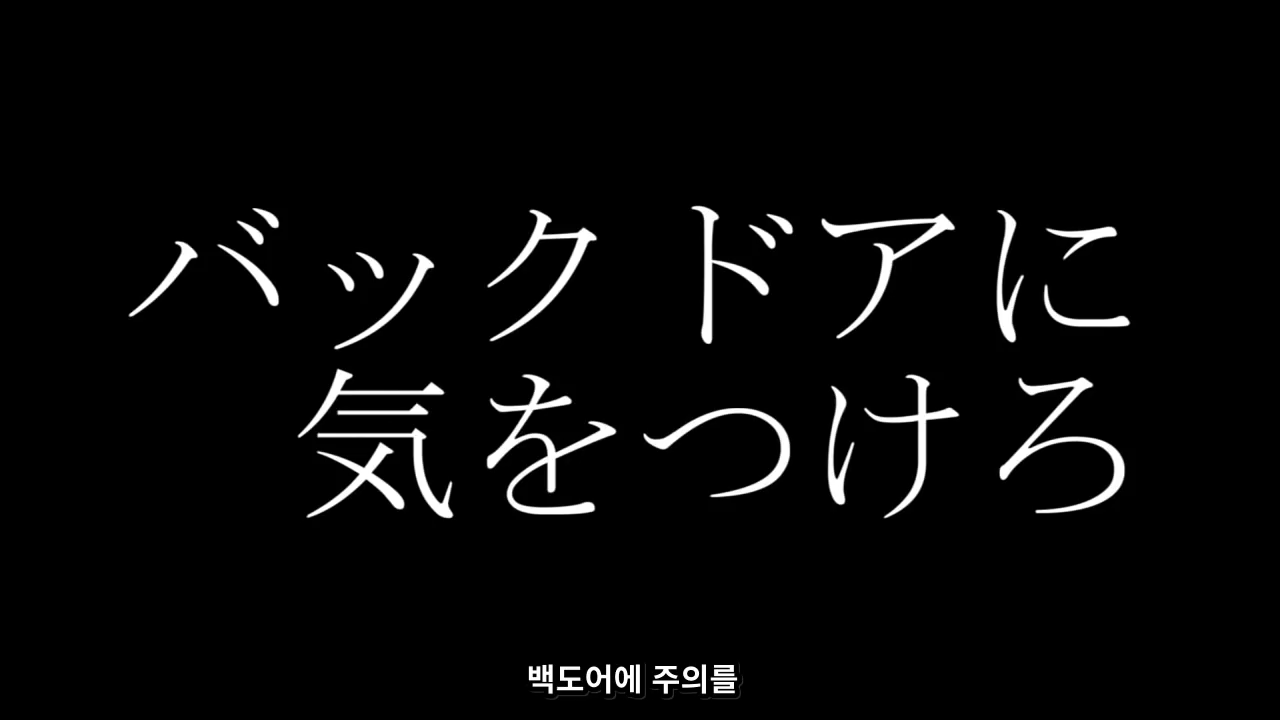 バックドアに
気をつけろ
백도어에 주의를